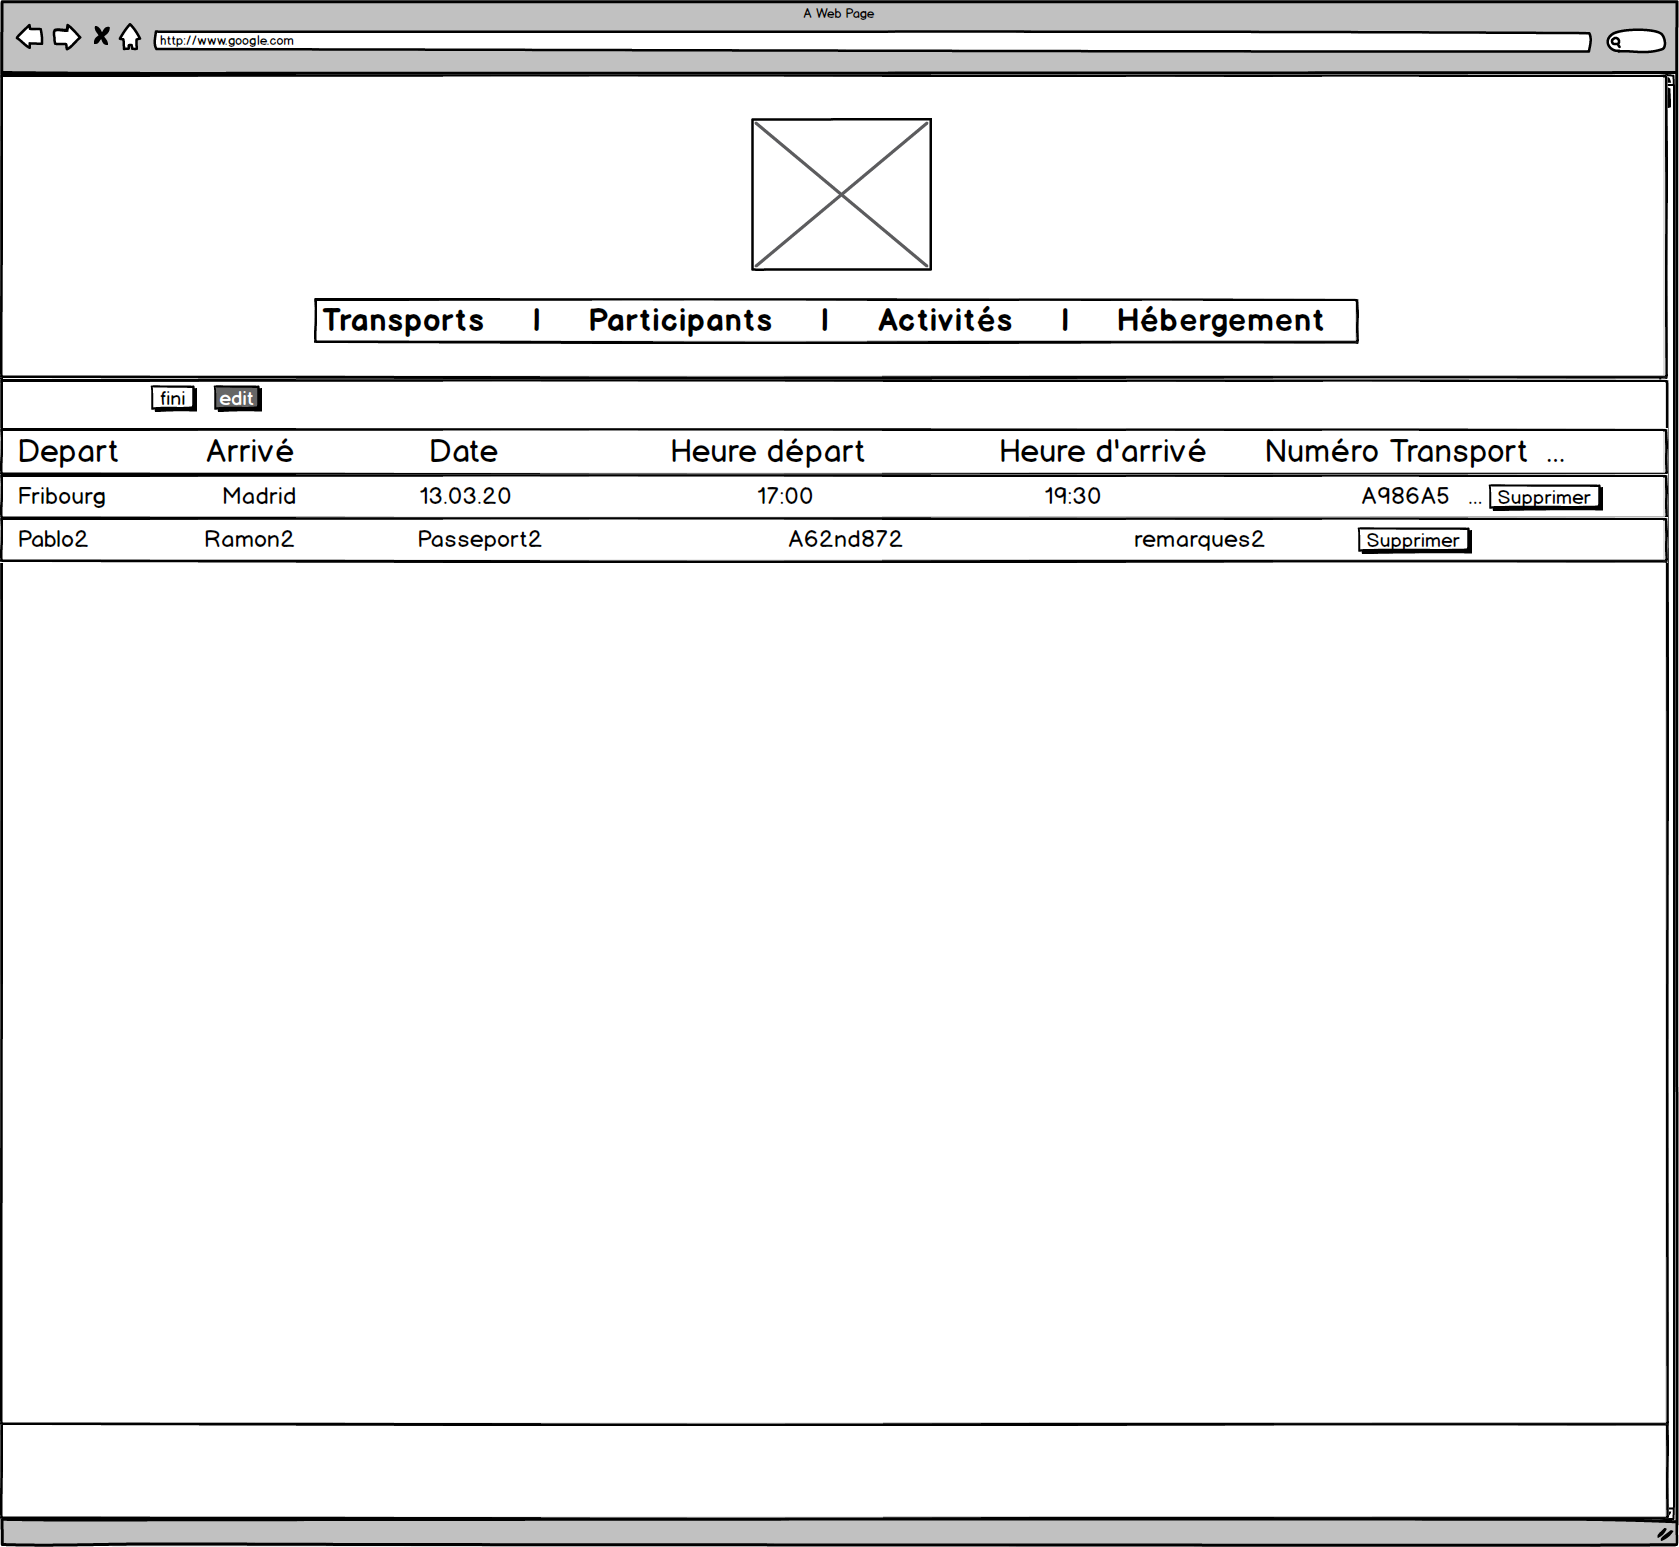 A Web Page
http://www.google.com
Transports | Participants | Activités | Hébergement
fini edit
Depart Arrivé Date Heure départ Heure d'arrivé Numéro Transport ...
Fribourg Madrid 13.03.20 17:00 19:30 A986A5 ... Supprimer
Pablo2 Ramon2 Passeport2 A62nd872 remarques2 Supprimer